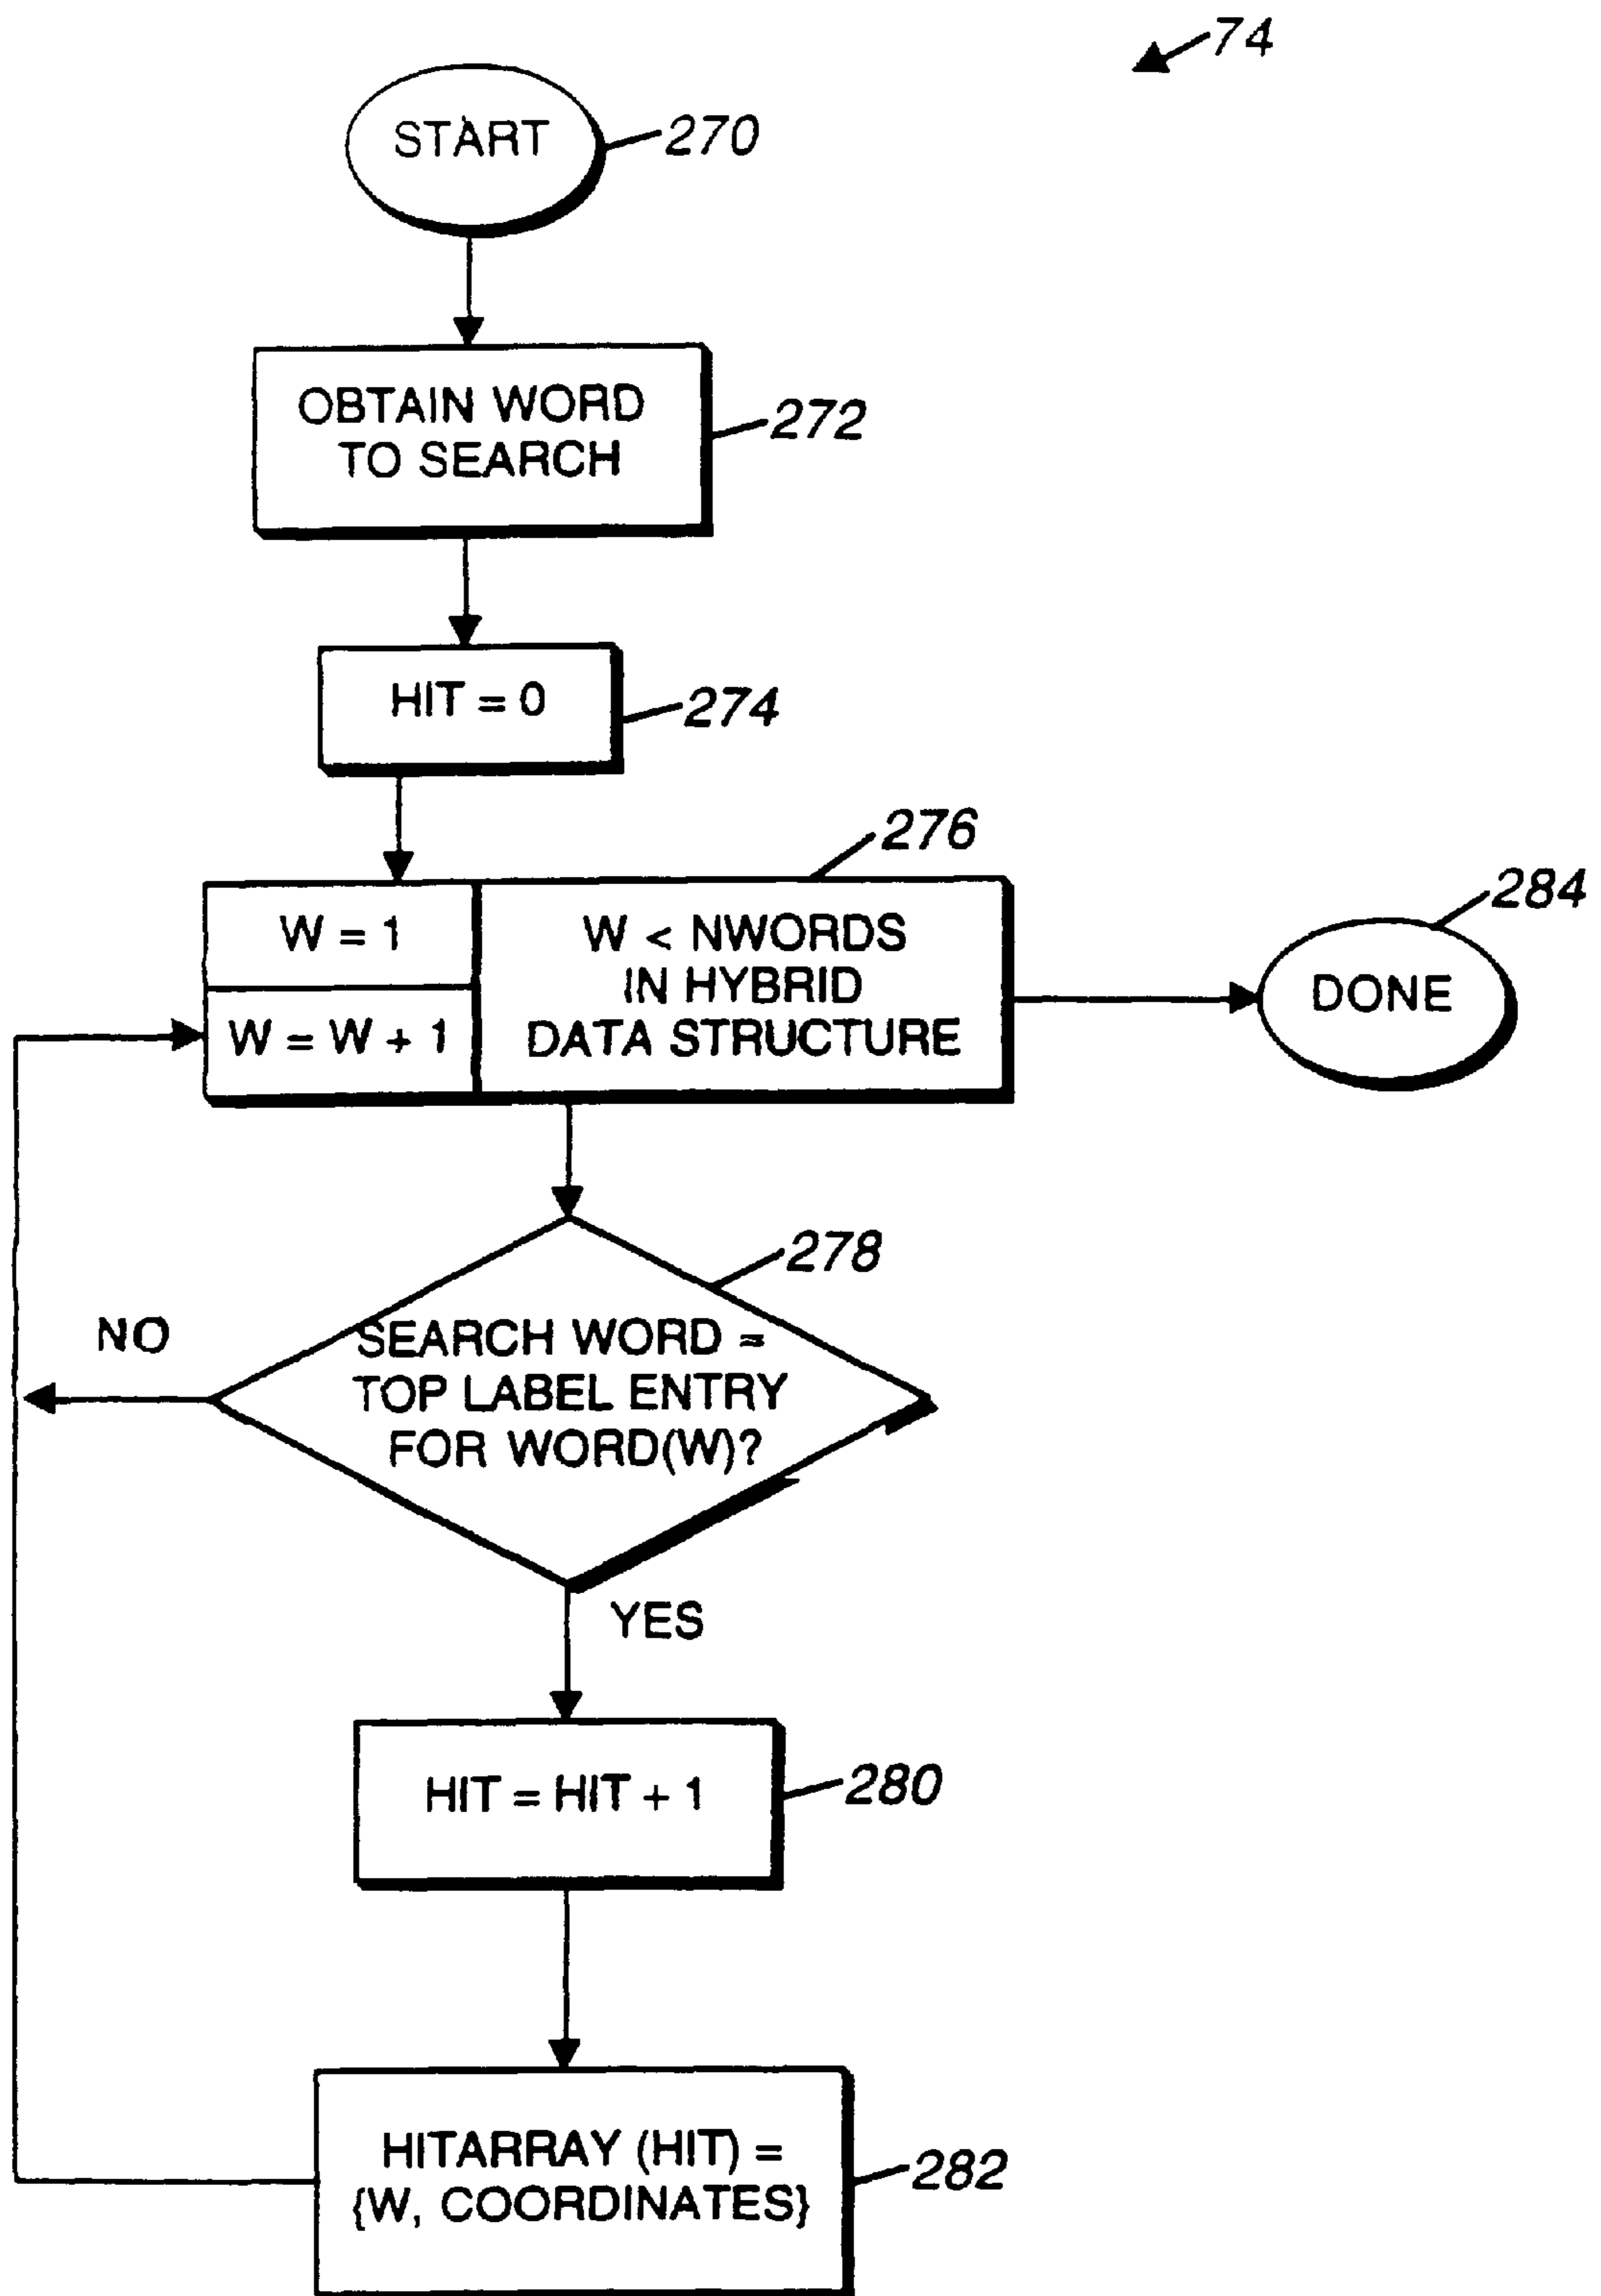 74
START
270
OBTAIN WORD
TO SEARCH
272
HIT = 0
274
276
W = 1
W = W + 1
W < NWORDS
IN HYBRID
DATA STRUCTURE
284
DONE
278
NO
SEARCH WORD =
TOP LABEL ENTRY
FOR WORD(W)?
YES
HIT = HIT + 1
280
HITARRAY (HIT) =
{W, COORDINATES}
282